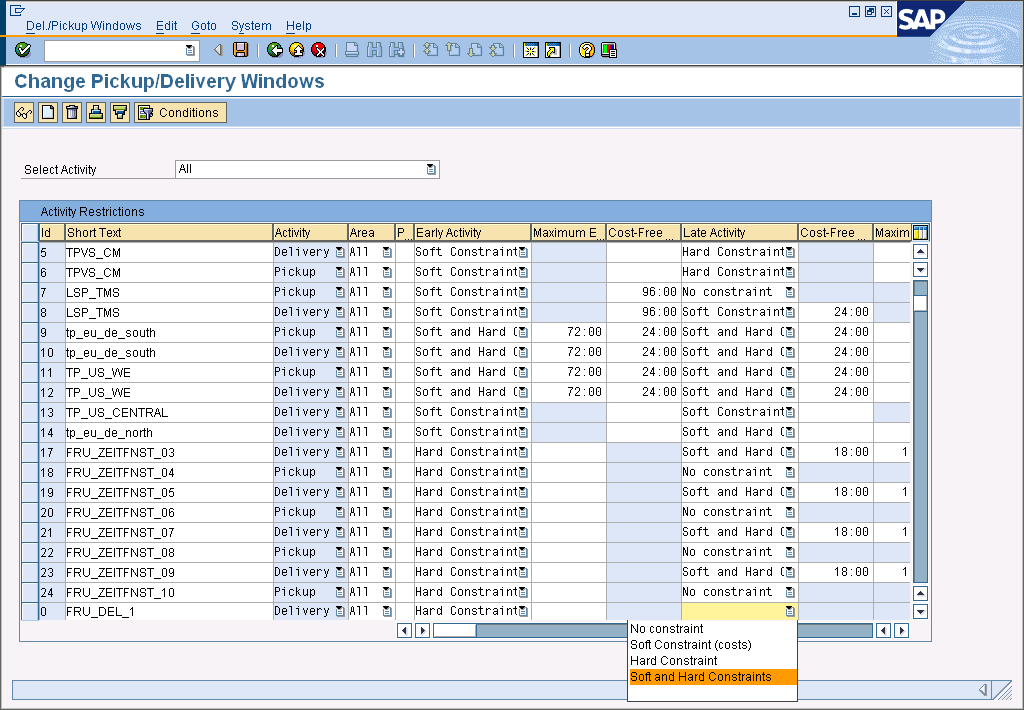 Del./Pickup Windows Edit Goto System Help
SAP
Change Pickup/Delivery Windows
Conditions
Select Activity All
Activity Restrictions
Id Short Text Activity Area P... Early Activity Maximum E... Cost-Free ... Late Activity Cost-Free ... Maxim
5 TPVS_CM Delivery All Soft Constraint Hard Constraint
6 TPVS_CM Pickup All Soft Constraint Hard Constraint
7 LSP_TMS Pickup All Soft Constraint 96:00 No constraint
8 LSP_TMS Delivery All Soft Constraint 96:00 Soft Constraint 24:00
9 tp_eu_de_south Pickup All Soft and Hard C 72:00 24:00 Soft and Hard C 24:00
10 tp_eu_de_south Delivery All Soft and Hard C 72:00 24:00 Soft and Hard C 24:00
11 TP_US_WE Pickup All Soft and Hard C 72:00 24:00 Soft and Hard C 24:00
12 TP_US_WE Delivery All Soft and Hard C 72:00 24:00 Soft and Hard C 24:00
13 TP_US_CENTRAL Delivery All Soft Constraint Soft Constraint
14 tp_eu_de_north Delivery All Soft Constraint Soft and Hard C
17 FRU_ZEITFNST_03 Delivery All Hard Constraint Soft and Hard C 18:00 1
18 FRU_ZEITFNST_04 Pickup All Hard Constraint No constraint
19 FRU_ZEITFNST_05 Delivery All Hard Constraint Soft and Hard C 18:00 1
20 FRU_ZEITFNST_06 Pickup All Hard Constraint No constraint
21 FRU_ZEITFNST_07 Delivery All Hard Constraint Soft and Hard C 18:00 1
22 FRU_ZEITFNST_08 Pickup All Hard Constraint No constraint
23 FRU_ZEITFNST_09 Delivery All Hard Constraint Soft and Hard C 18:00 1
24 FRU_ZEITFNST_10 Pickup All Hard Constraint No constraint
0 FRU_DEL_1 Delivery All Hard Constraint
No constraint
Soft Constraint (costs)
Hard Constraint
Soft and Hard Constraints